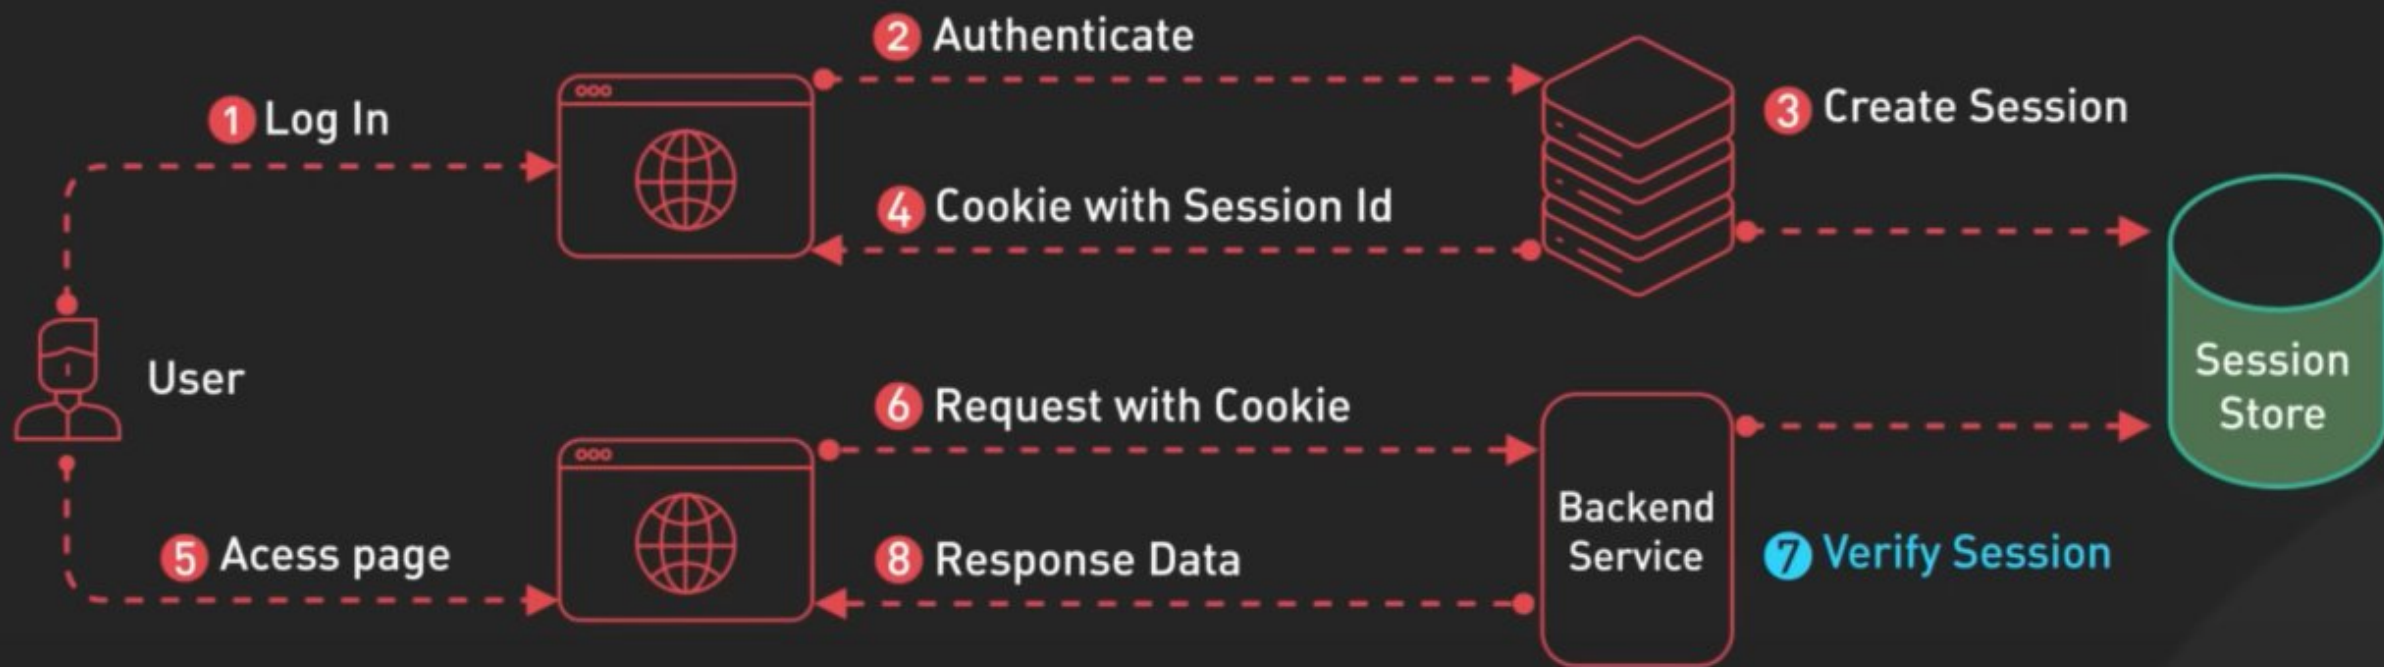 1 Log In
2 Authenticate
3 Create Session
4 Cookie with Session Id
User
Session
Store
5 Acess page
6 Request with Cookie
Backend
Service
7 Verify Session
8 Response Data